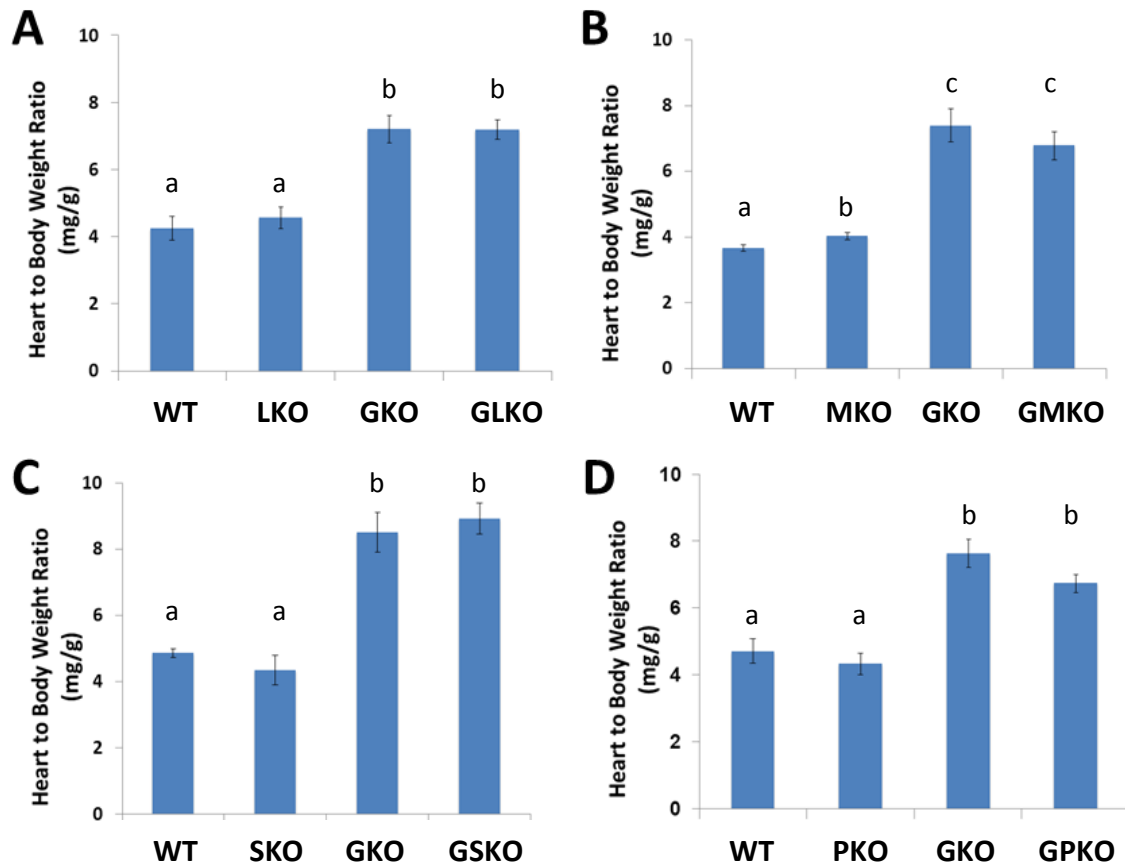 A
Heart to Body Weight Ratio
(mg/g)
10
8
6
4
2
0
a
a
b
b
WT LKO GKO GLKO
B
Heart to Body Weight Ratio
(mg/g)
10
8
6
4
2
0
a
b
c
c
WT MKO GKO GMKO
C
Heart to Body Weight Ratio
(mg/g)
10
8
6
4
2
0
a
a
b
b
WT SKO GKO GSKO
D
Heart to Body Weight Ratio
(mg/g)
10
8
6
4
2
0
a
a
b
b
WT PKO GKO GPKO